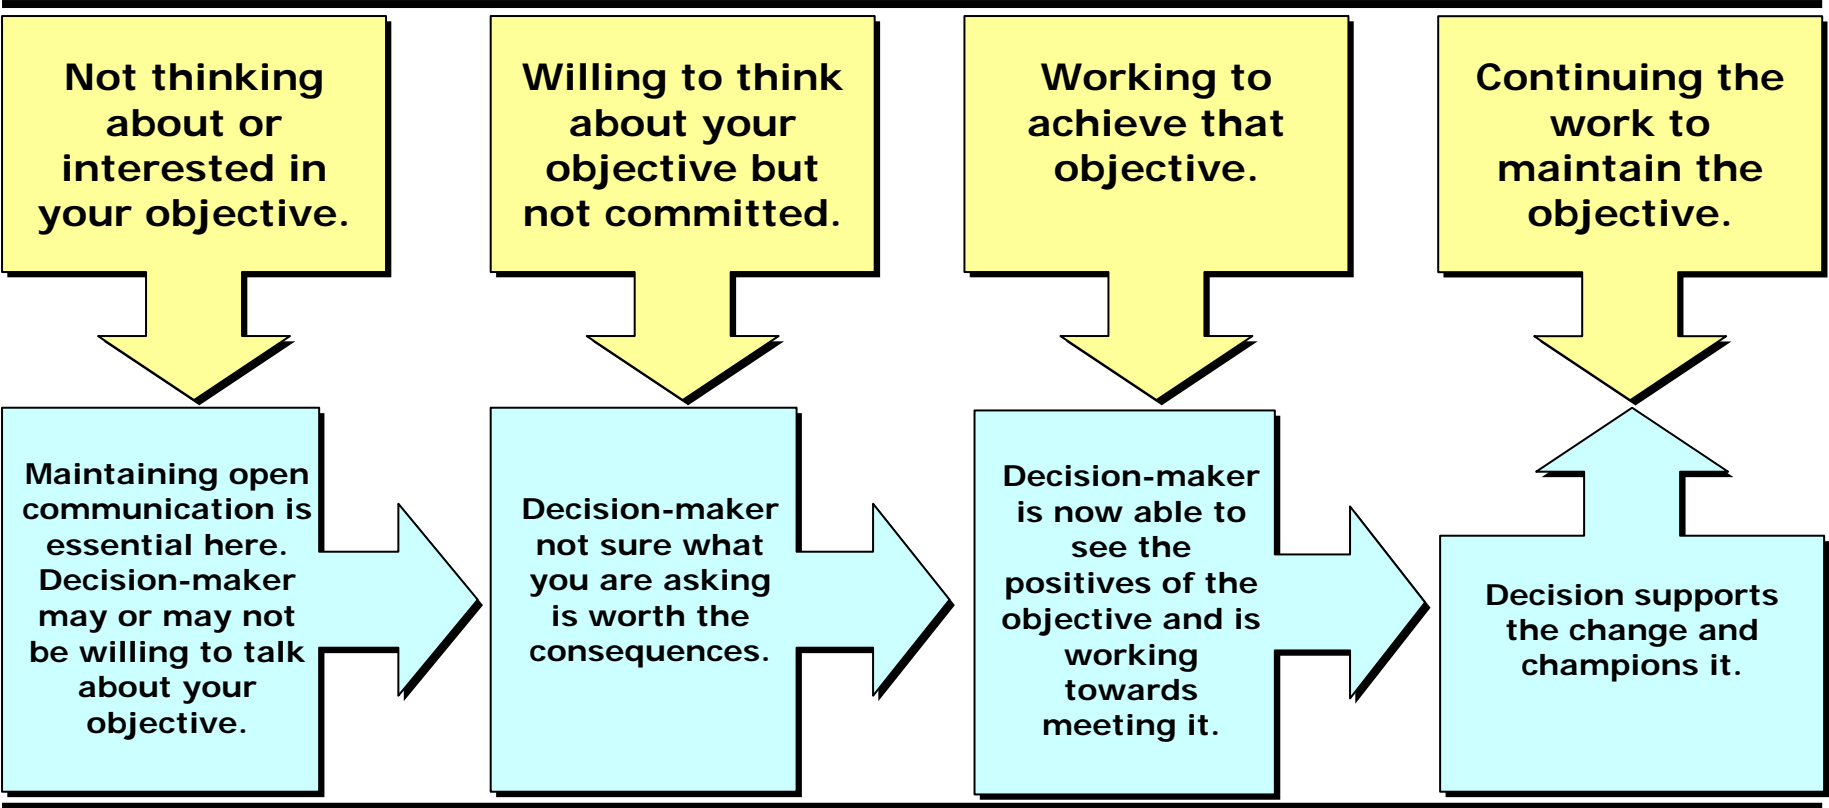 Not thinking
about or
interested in
your objective.
Willing to think
about your
objective but
not committed.
Working to
achieve that
objective.
Continuing the
work to
maintain the
objective.
Maintaining open
communication is
essential here.
Decision-maker
may or may not
be willing to talk
about your
objective.
Decision-maker
not sure what
you are asking
is worth the
consequences.
Decision-maker
is now able to
see the
positives of the
objective and is
working
towards
meeting it.
Decision supports
the change and
champions it.